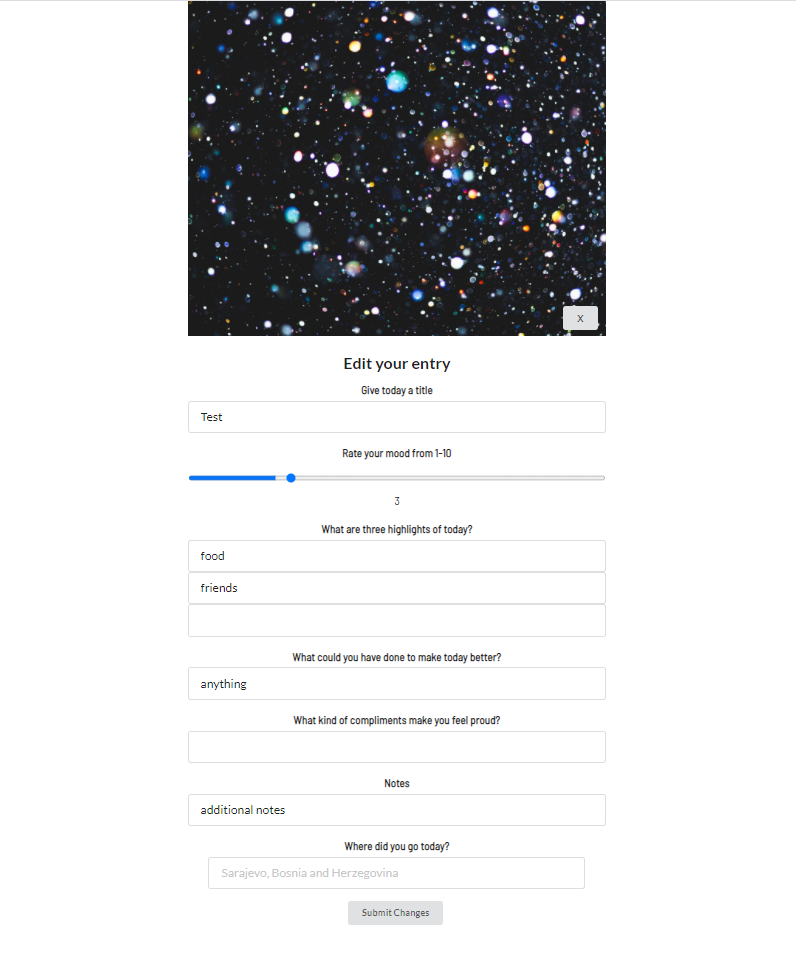 X
Edit your entry
Give today a title
Test
Rate your mood from 1-10
3
What are three highlights of today?
food
friends
What could you have done to make today better?
anything
What kind of compliments make you feel proud?
Notes
additional notes
Where did you go today?
Sarajevo, Bosnia and Herzegovina
Submit Changes